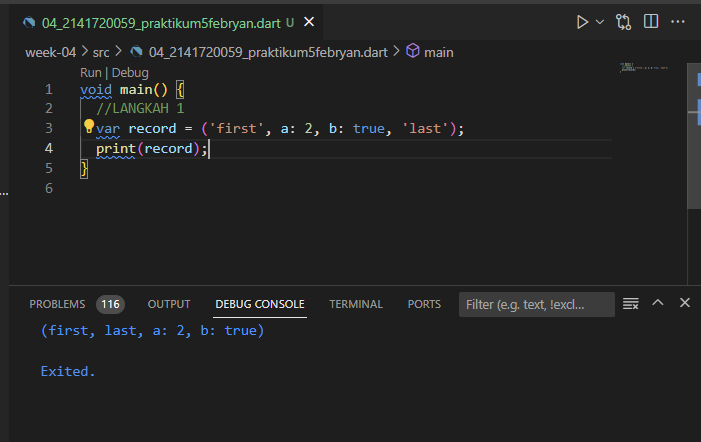 04_2141720059_praktikum5febryan.dart U
week-04 > src > 04_2141720059_praktikum5febryan.dart > main
Run | Debug
1 void main() {
2 //LANGKAH 1
3 var record = ('first', a: 2, b: true, 'last');
4 print(record);
5 }
6
PROBLEMS 116 OUTPUT DEBUG CONSOLE TERMINAL PORTS Filter (e.g. text, !excl...
(first, last, a: 2, b: true)
Exited.